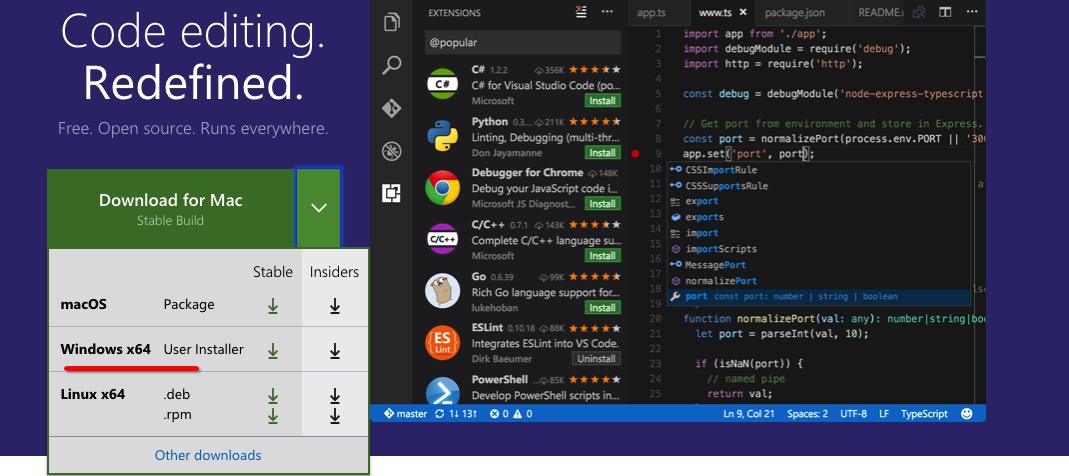 Code editing.
Redefined.
Free. Open source. Runs everywhere.
Download for Mac
Stable Build
Stable Insiders
macOS Package
Windows x64 User Installer
Linux x64 .deb
.rpm
Other downloads
EXTENSIONS
@popular
C# 1.2.2 356K
C# for Visual Studio Code (po...
Microsoft Install
Python 0.3... 211K
Linting, Debugging (multi-thr...
Don Jayamanne Install
Debugger for Chrome 148K
Debug your JavaScript code i...
Microsoft JS Diagnost... Install
C/C++ 0.7.1 143K
Complete C/C++ language su...
Microsoft Install
Go 0.6.39 99K
Rich Go language support for...
lukehoban Install
ESLint 0.10.18 88K
Integrates ESLint into VS Code.
Dirk Baeumer Uninstall
PowerShell ...85K
Develop PowerShell scripts in...
app.ts www.ts package.json README.
1 import app from './app';
2 import debugModule = require('debug');
3 import http = require('http');
4
5 const debug = debugModule('node-express-typescript
6
7 // Get port from environment and store in Express.
8 const port = normalizePort(process.env.PORT || '300
9 app.set('port', port);
10 CSSImportRule
11 CSSSupportsRule a
12 export
13 exports
14 import
15 importScripts
16 MessagePort
17 normalizePort
18 port const port: number | string | boolean
19
20 function normalizePort(val: any): number|string|boo
21 let port = parseInt(val, 10);
22
23 if (isNaN(port)) {
24 // named pipe
25 return val;
master 1↓ 13↑ 0 0 Ln 9, Col 21 Spaces: 2 UTF-8 LF TypeScript